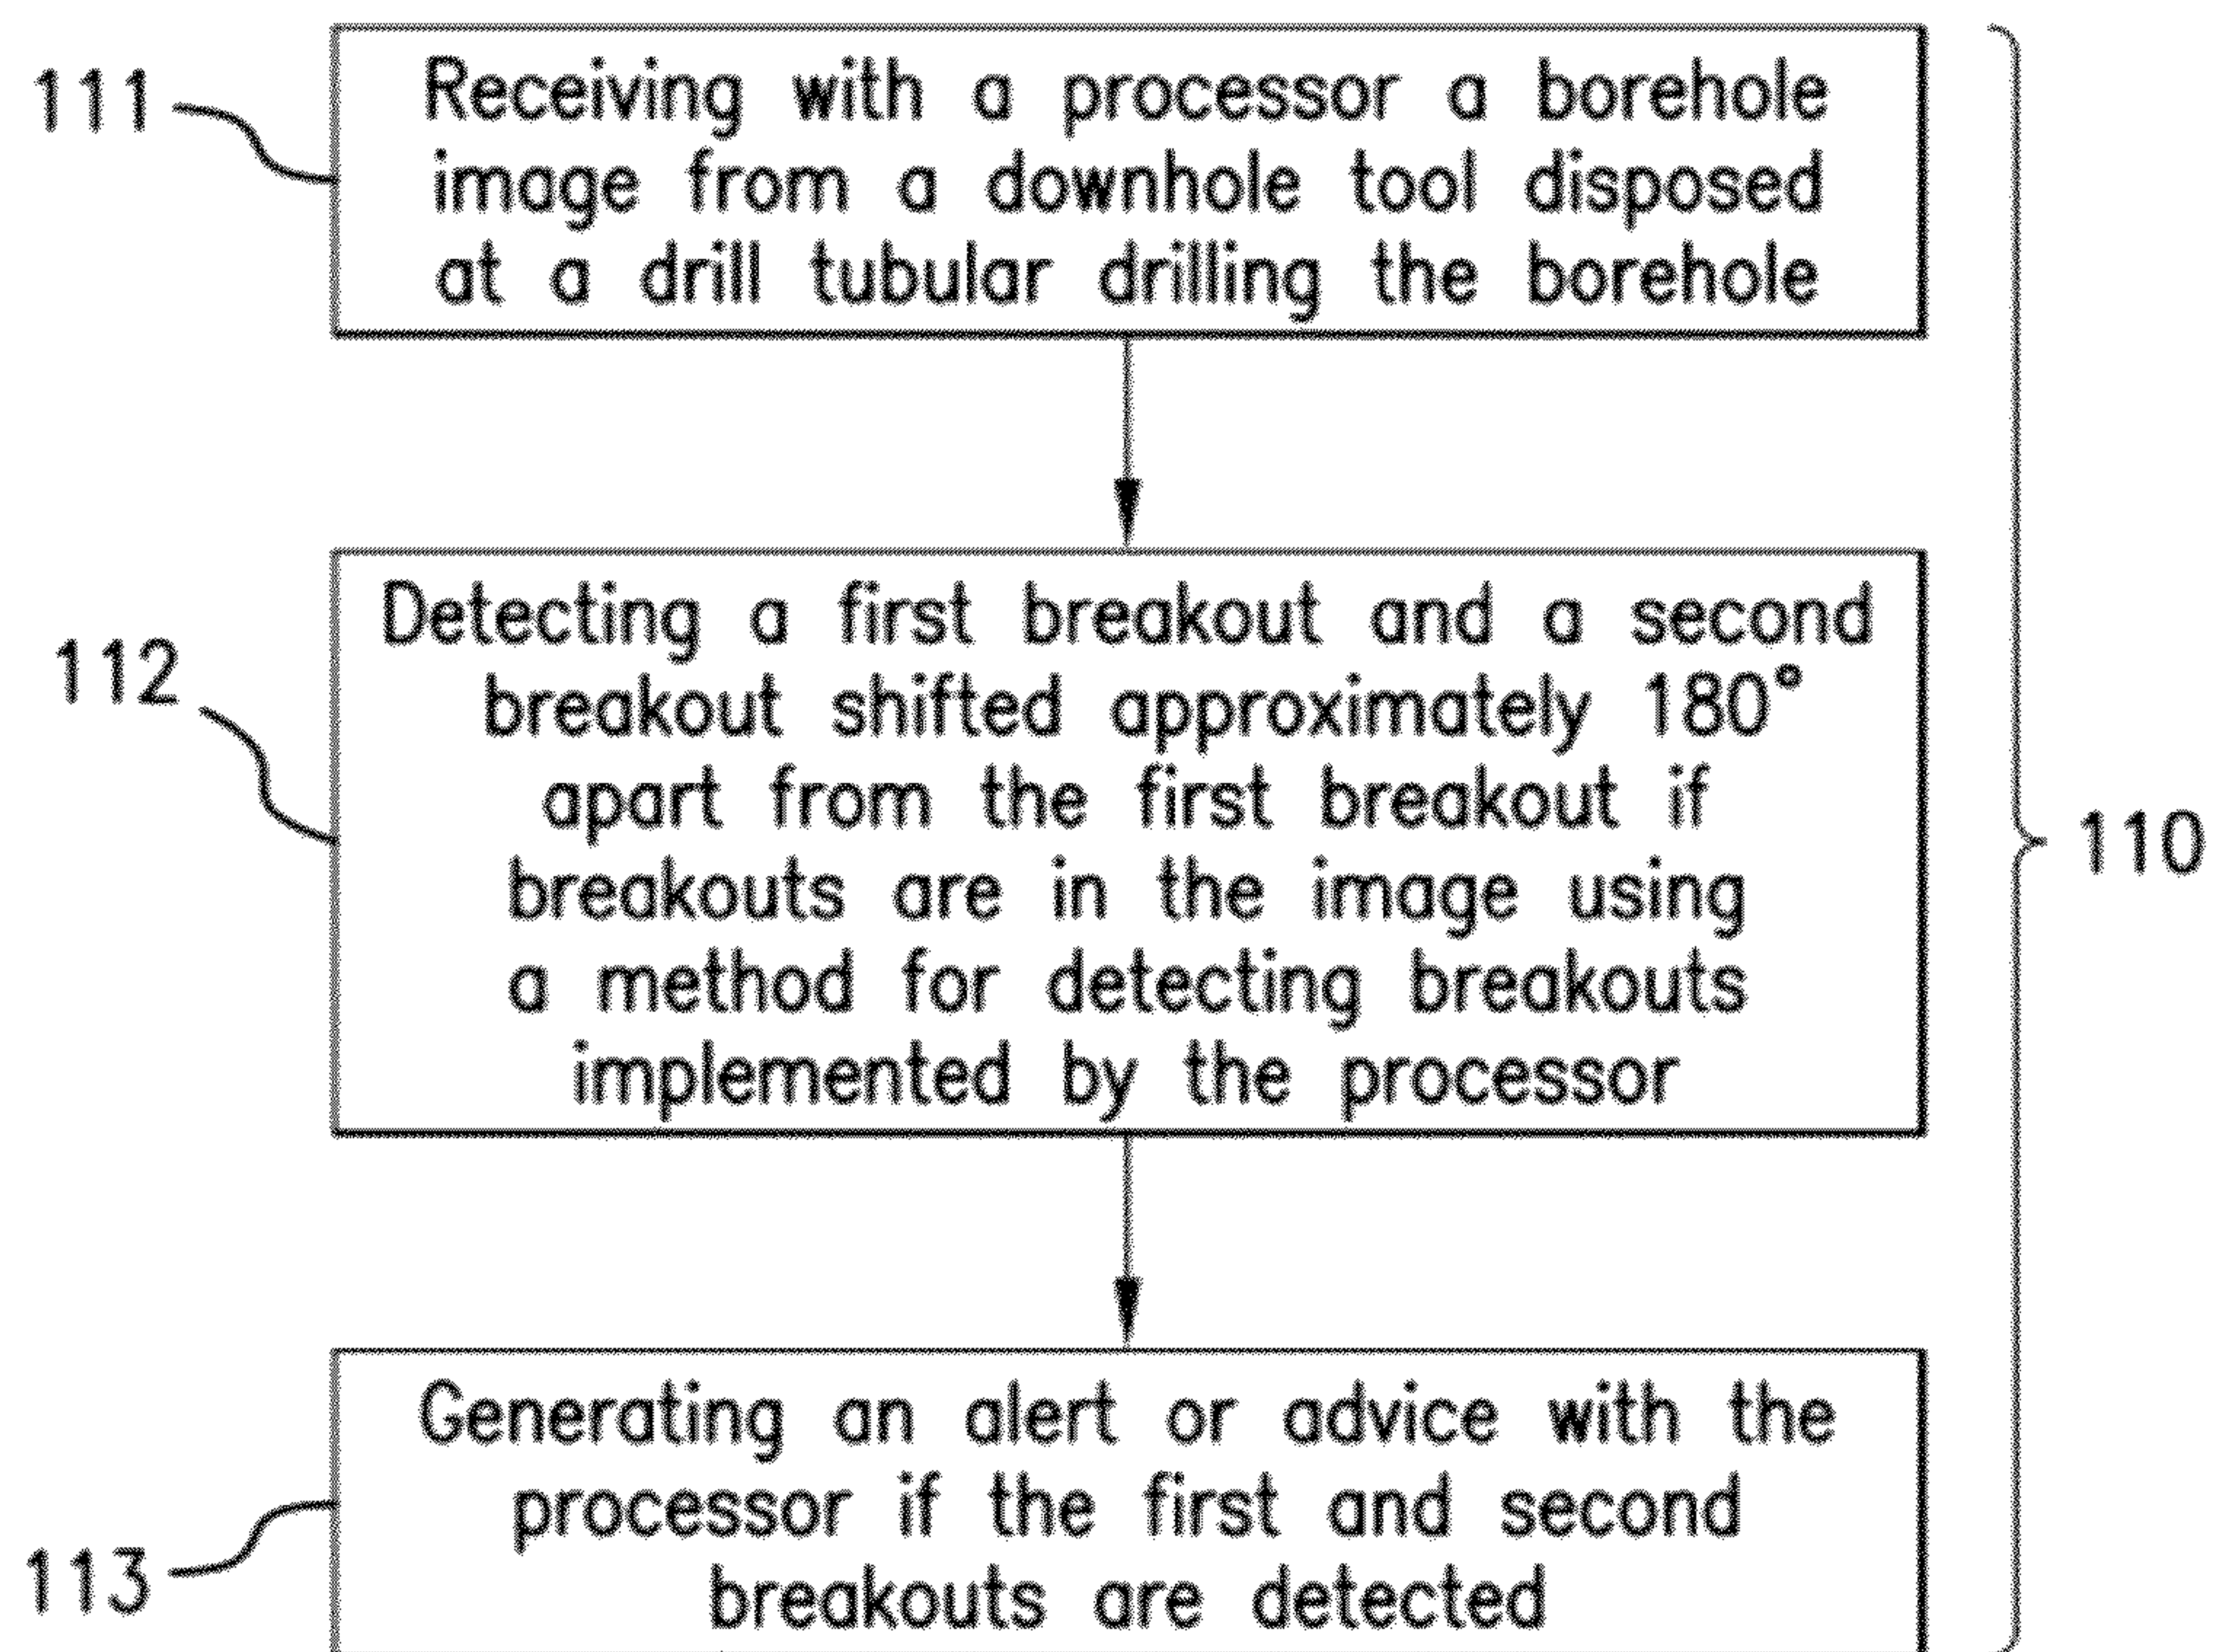 111
Receiving with a processor a borehole
image from a downhole tool disposed
at a drill tubular drilling the borehole
112
Detecting a first breakout and a second
breakout shifted approximately 180°
apart from the first breakout if
breakouts are in the image using
a method for detecting breakouts
implemented by the processor
110
113
Generating an alert or advice with the
processor if the first and second
breakouts are detected